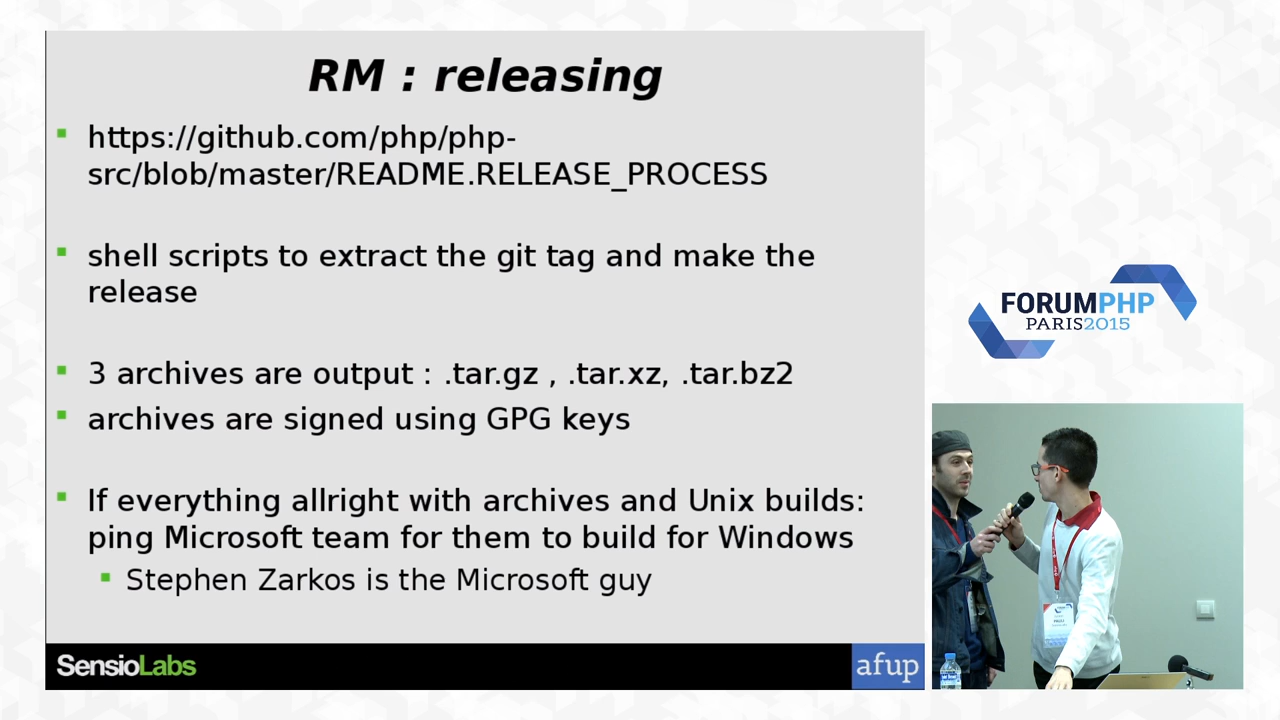 RM : releasing
https://github.com/php/php-
src/blob/master/README.RELEASE_PROCESS
shell scripts to extract the git tag and make the
release
3 archives are output : .tar.gz , .tar.xz, .tar.bz2
archives are signed using GPG keys
If everything allright with archives and Unix builds:
ping Microsoft team for them to build for Windows
Stephen Zarkos is the Microsoft guy
SensioLabs
afup
FORUMPHP
PARIS2015